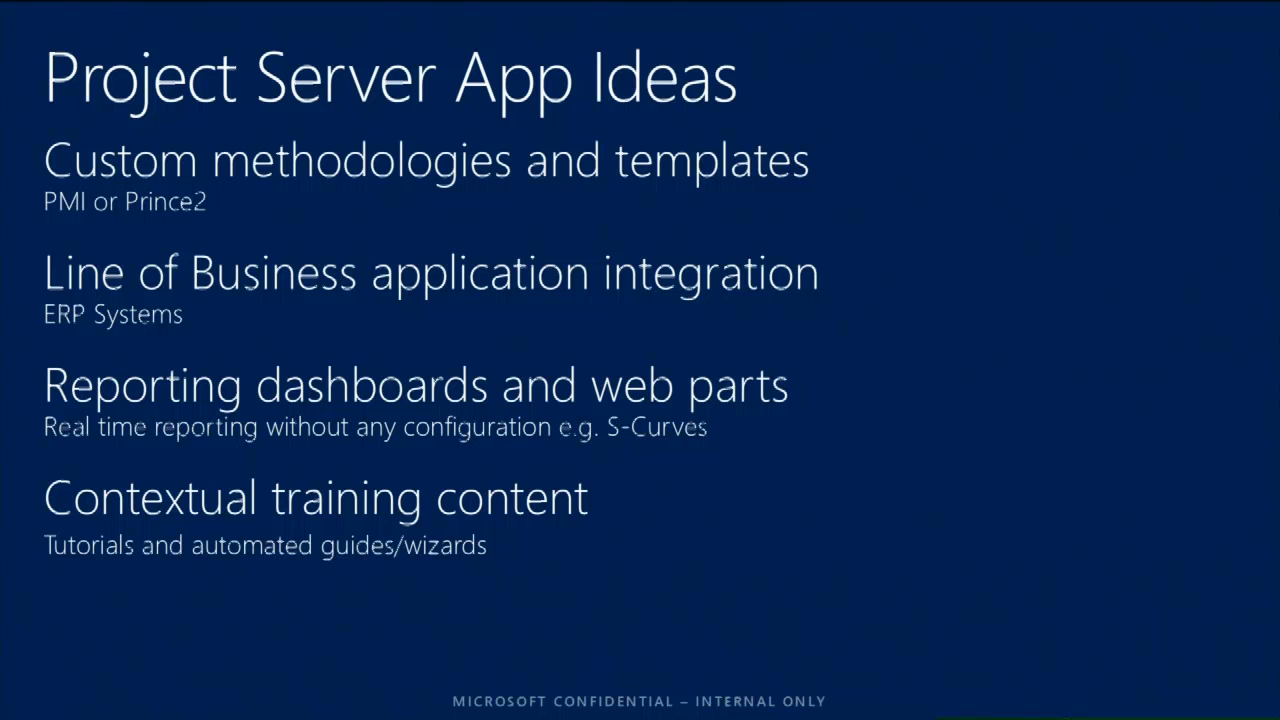 Project Server App Ideas
Custom methodologies and templates
PMI or Prince2
Line of Business application integration
ERP Systems
Reporting dashboards and web parts
Real time reporting without any configuration e.g. S-Curves
Contextual training content
Tutorials and automated guides/wizards
MICROSOFT CONFIDENTIAL – INTERNAL ONLY